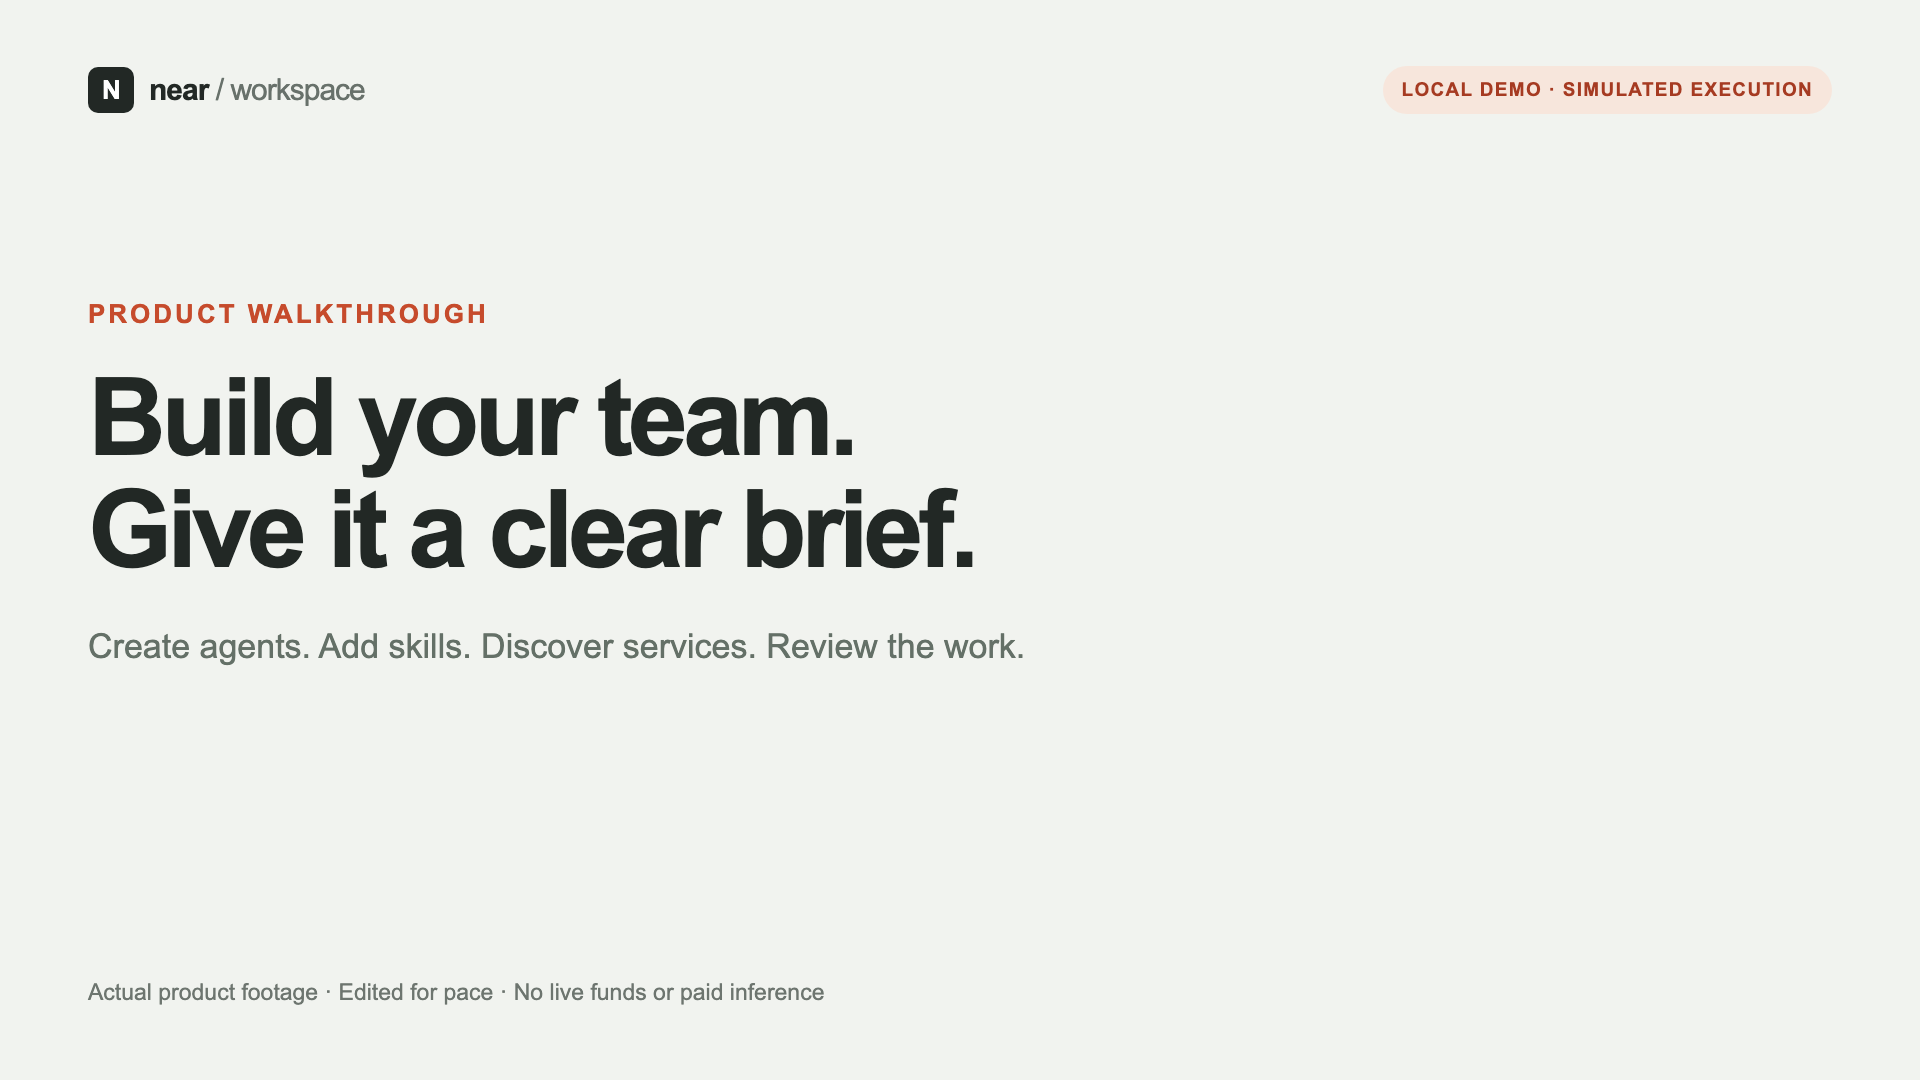 N near / workspace
LOCAL DEMO · SIMULATED EXECUTION
PRODUCT WALKTHROUGH
Build your team.
Give it a clear brief.
Create agents. Add skills. Discover services. Review the work.
Actual product footage · Edited for pace · No live funds or paid inference